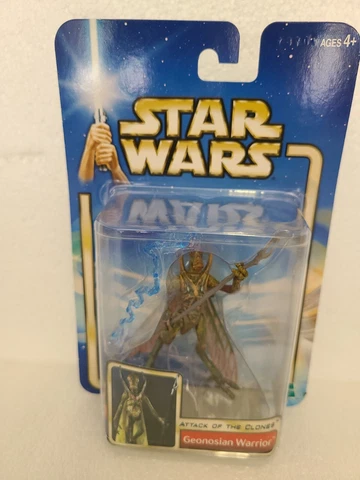 AGES 4+
STAR
WARS
ATTACK OF THE CLONES
Geonosian Warrior